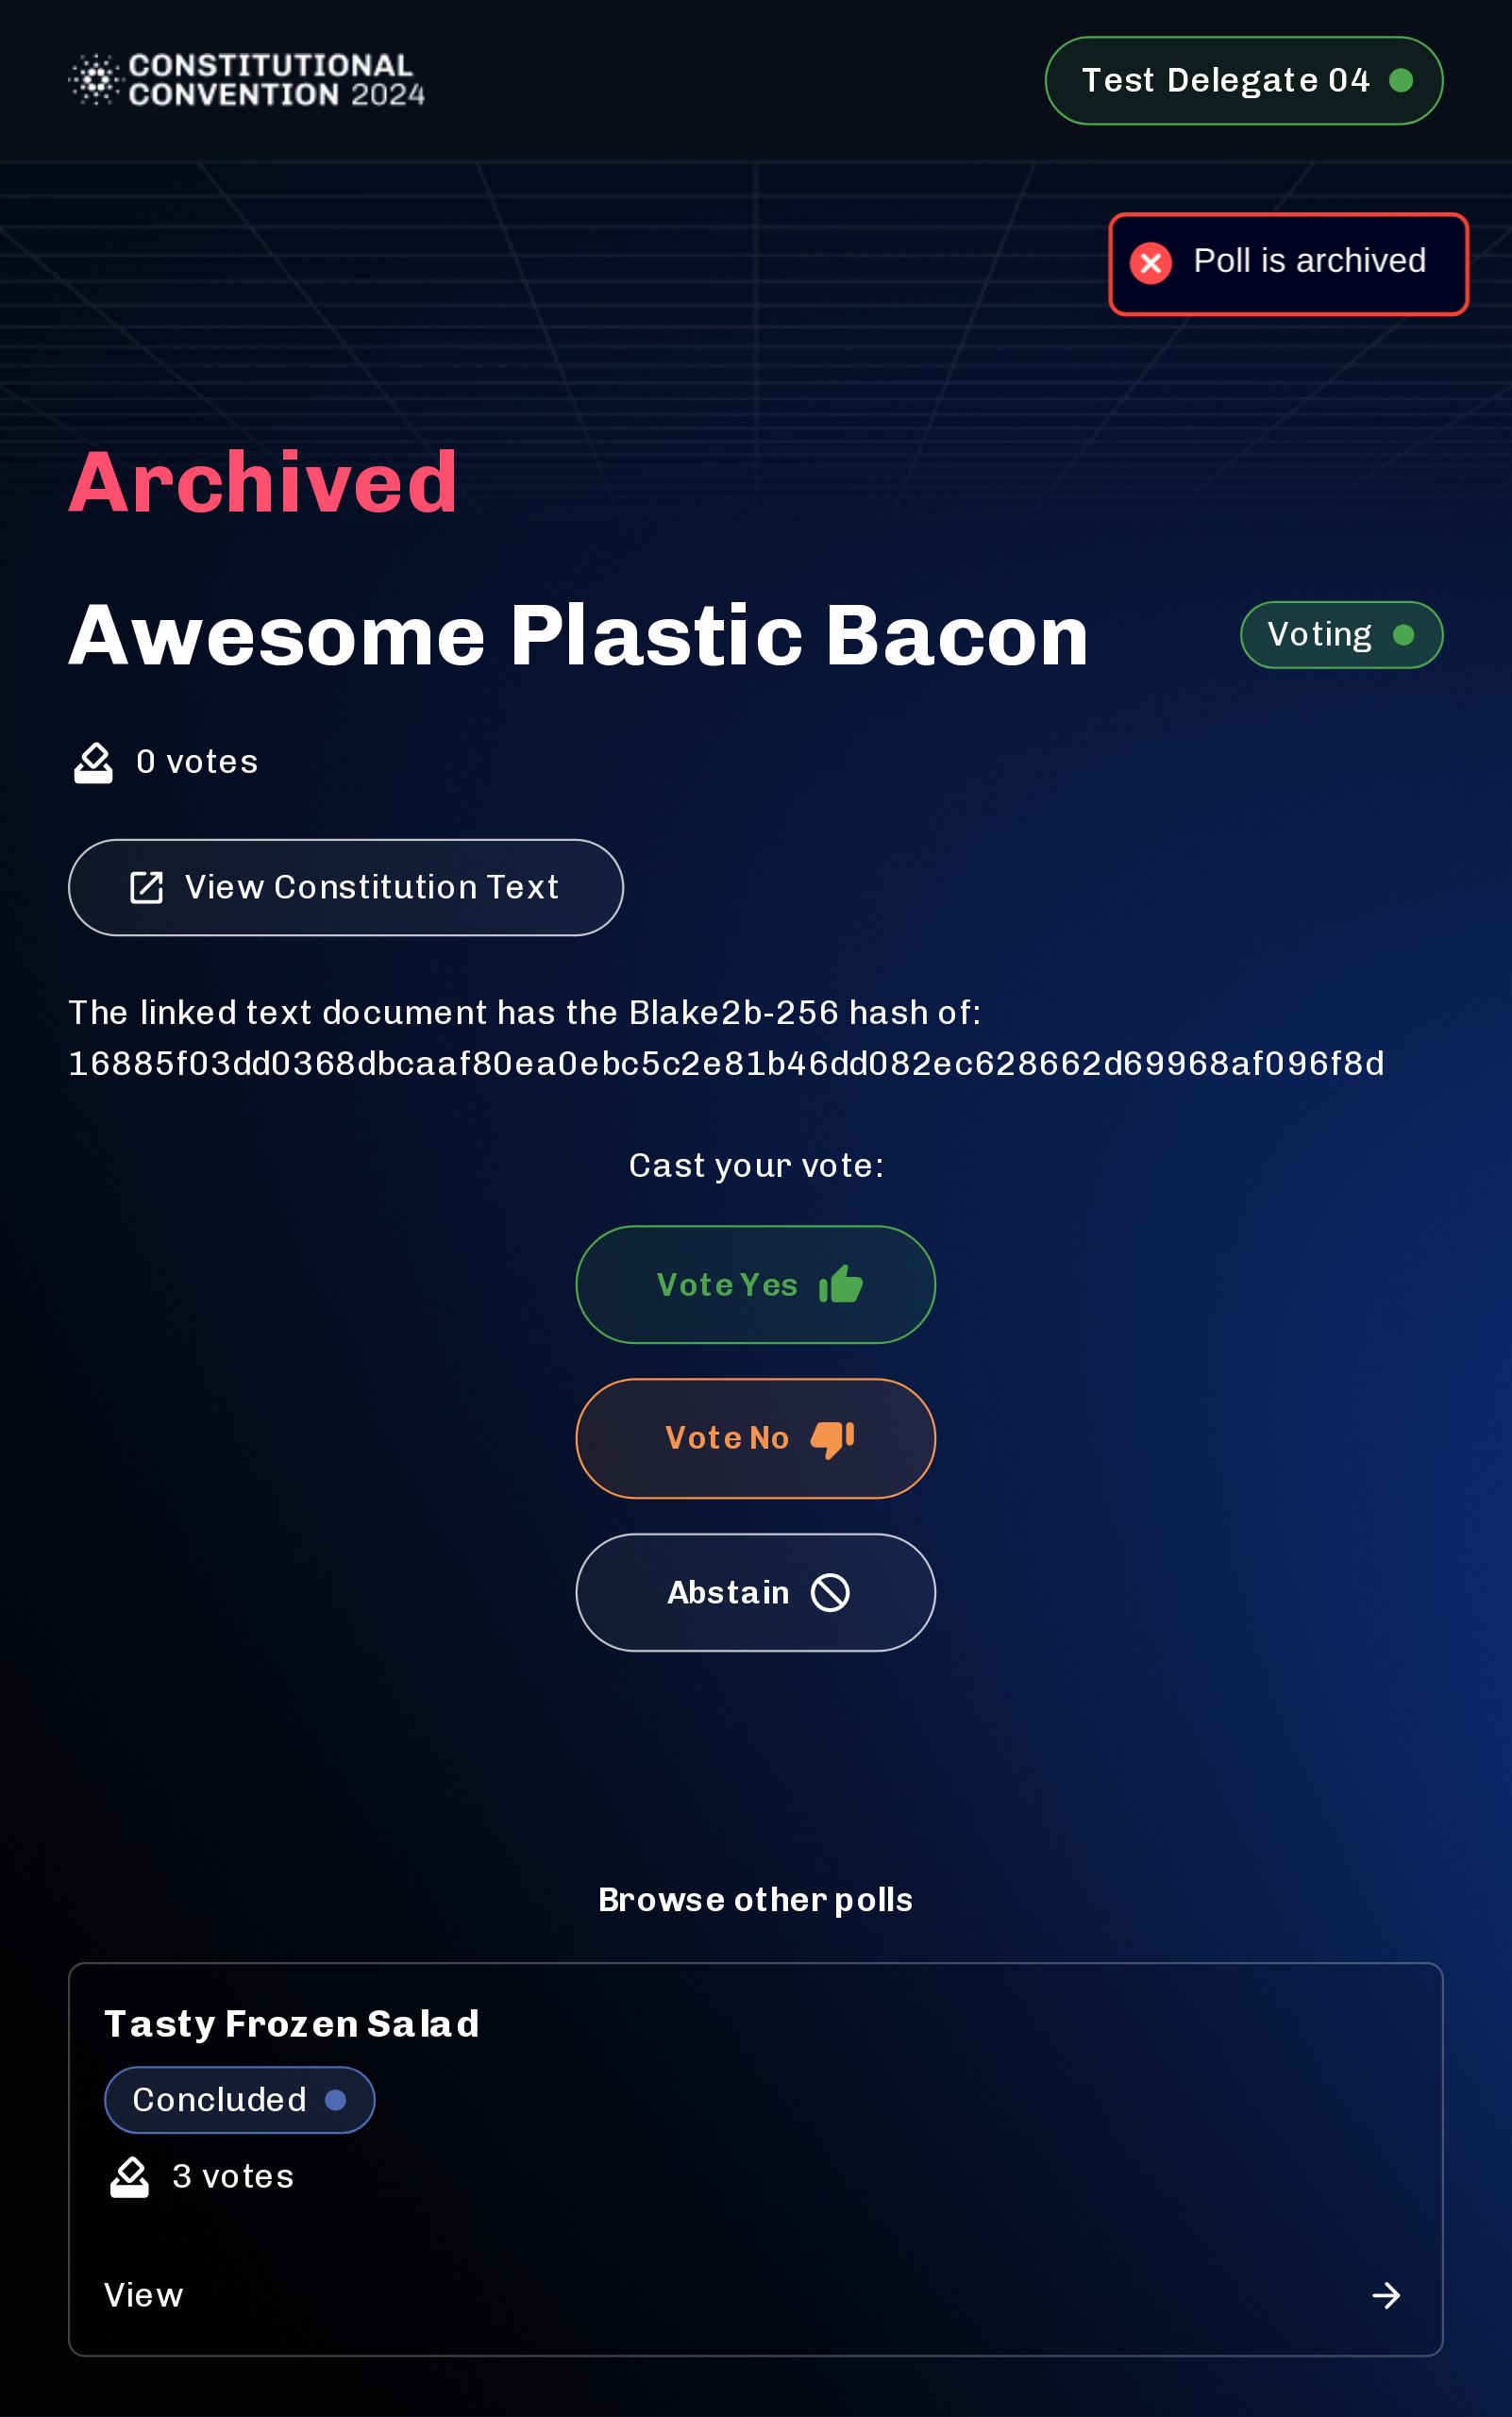 CONSTITUTIONAL
CONVENTION 2024
Test Delegate 04
Poll is archived
Archived
Awesome Plastic Bacon
Voting
0 votes
View Constitution Text
The linked text document has the Blake2b-256 hash of:
16885f03dd0368dbcaaf80ea0ebc5c2e81b46dd082ec628662d69968af096f8d
Cast your vote:
Vote Yes
Vote No
Abstain
Browse other polls
Tasty Frozen Salad
Concluded
3 votes
View